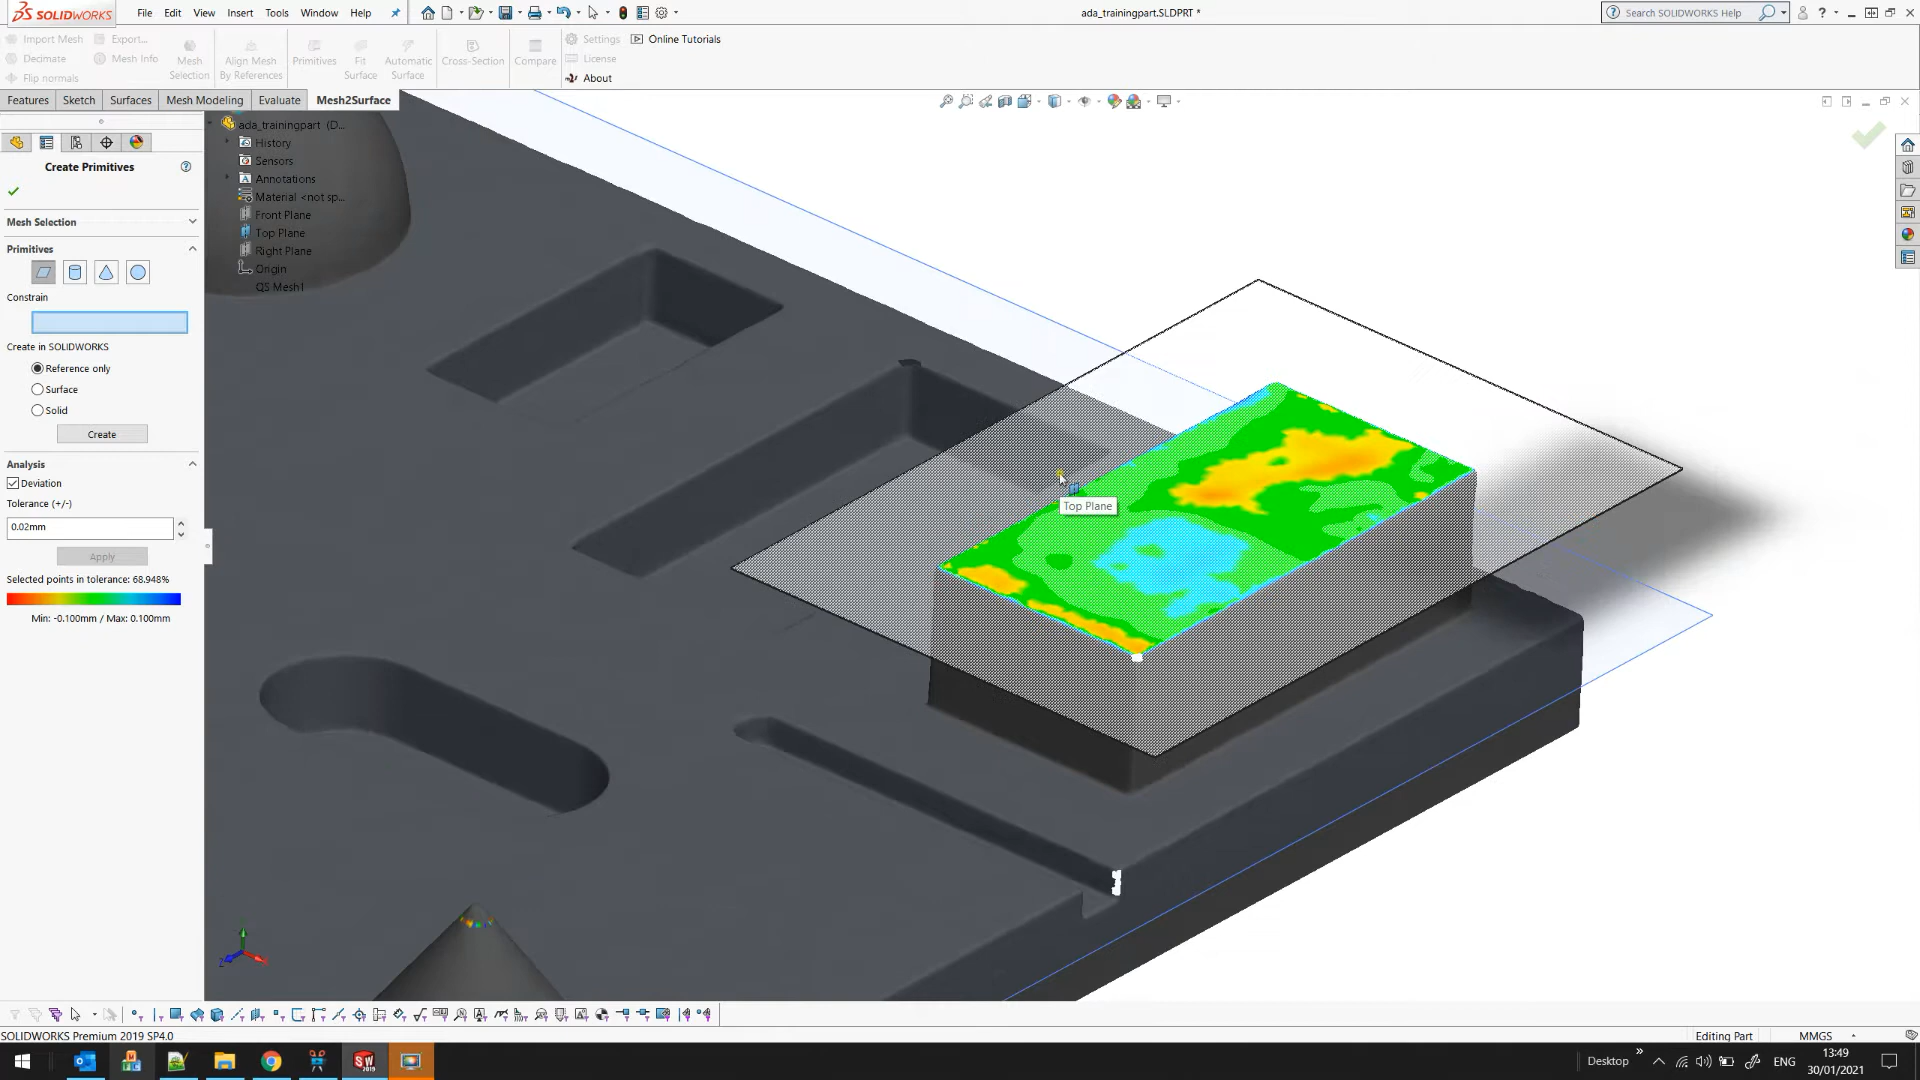 SOLIDWORKS File Edit View Insert Tools Window Help ada_trainingpart.SLDPRT * Search SOLIDWORKS Help
Import Mesh Export... Settings Online Tutorials
Decimate Mesh Info Mesh Selection Align Mesh By References Primitives Fit Surface Automatic Surface Cross-Section Compare License
Flip normals About
Features Sketch Surfaces Mesh Modeling Evaluate Mesh2Surface
ada_trainingpart (D...
History
Sensors
Annotations
Material <not sp...
Front Plane
Top Plane
Right Plane
Origin
QS Mesh1
Create Primitives
Mesh Selection
Primitives
Constrain
Create in SOLIDWORKS
Reference only
Surface
Solid
Create
Analysis
Deviation
Tolerance (+/-)
0.02mm
Apply
Selected points in tolerance: 68.948%
Min: -0.100mm / Max: 0.100mm
Top Plane
SOLIDWORKS Premium 2019 SP4.0 Editing Part MMGS
Desktop ENG 13:49
30/01/2021